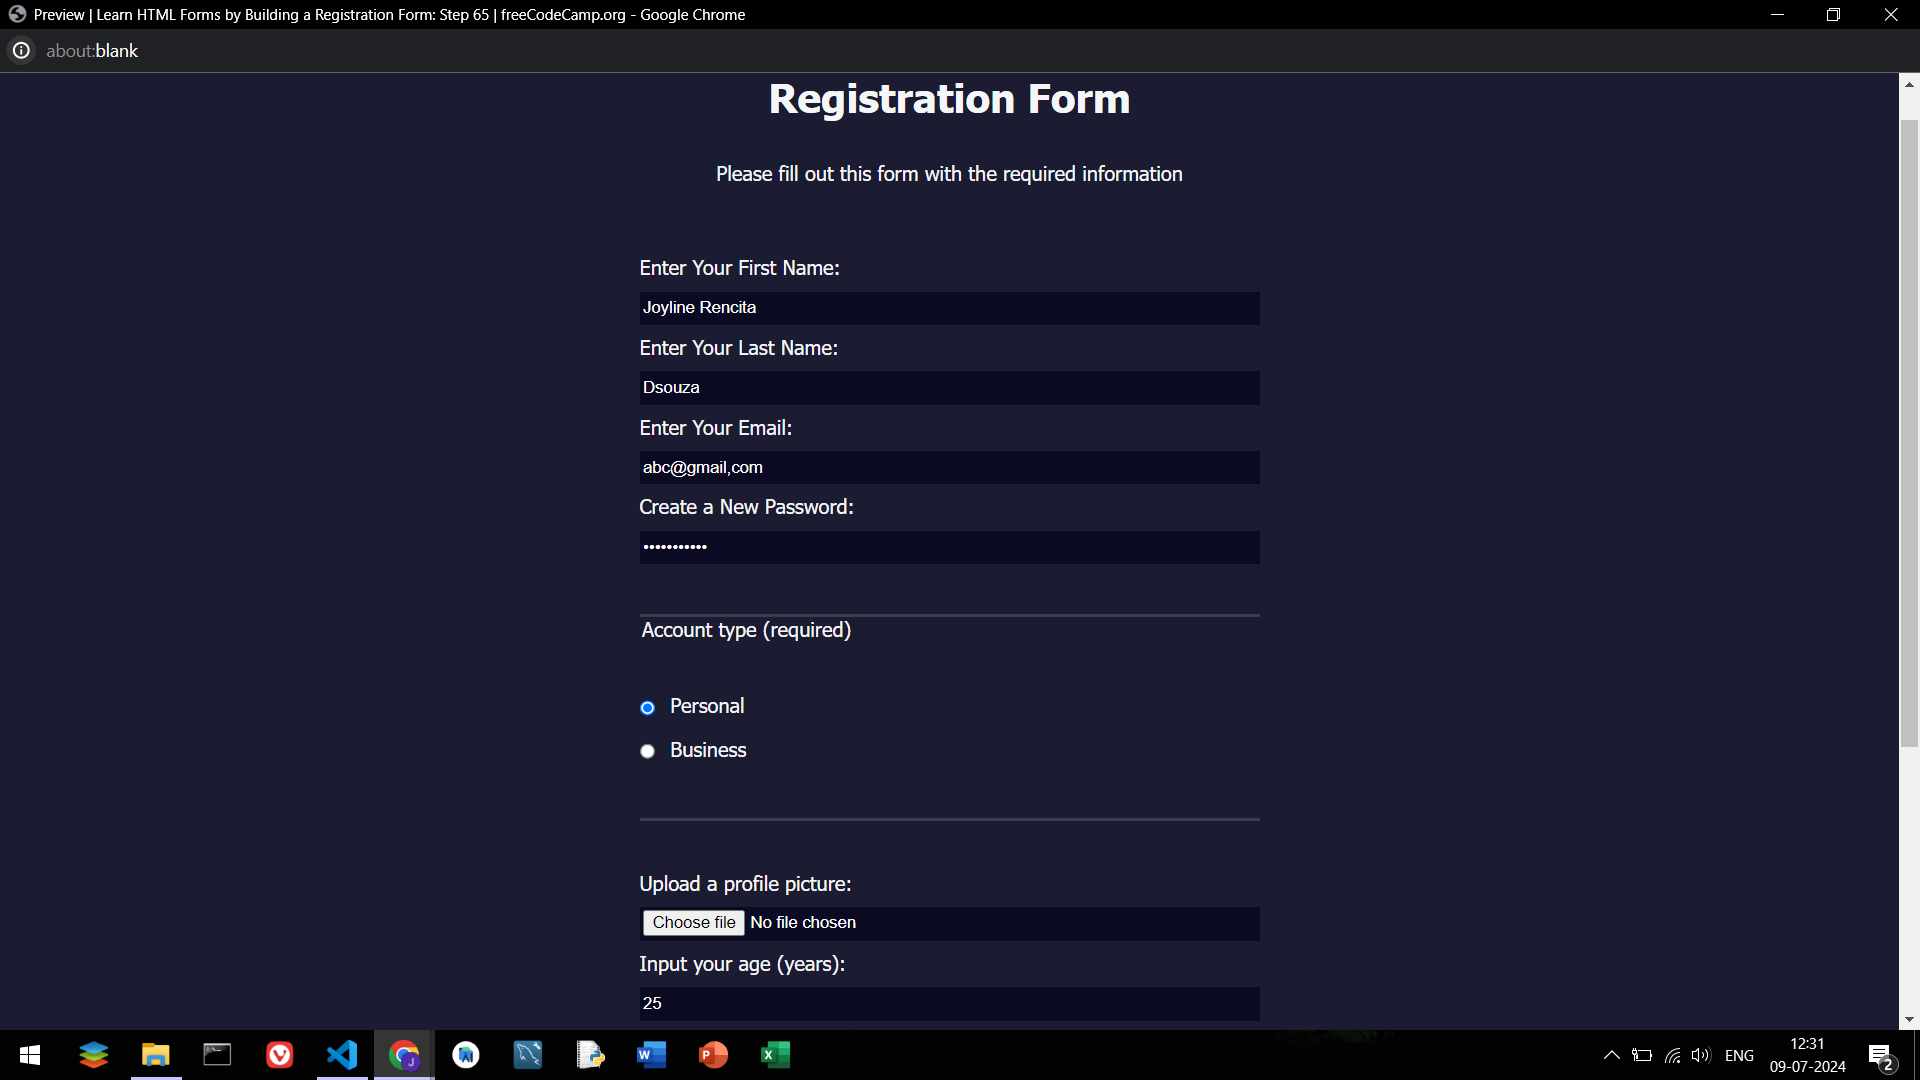 Preview | Learn HTML Forms by Building a Registration Form: Step 65 | freeCodeCamp.org - Google Chrome
about:blank
Registration Form
Please fill out this form with the required information
Enter Your First Name:
Joyline Rencita
Enter Your Last Name:
Dsouza
Enter Your Email:
abc@gmail,com
Create a New Password:
•••••••••••
Account type (required)
Personal
Business
Upload a profile picture:
Choose file No file chosen
Input your age (years):
25
ENG
12:31
09-07-2024
2